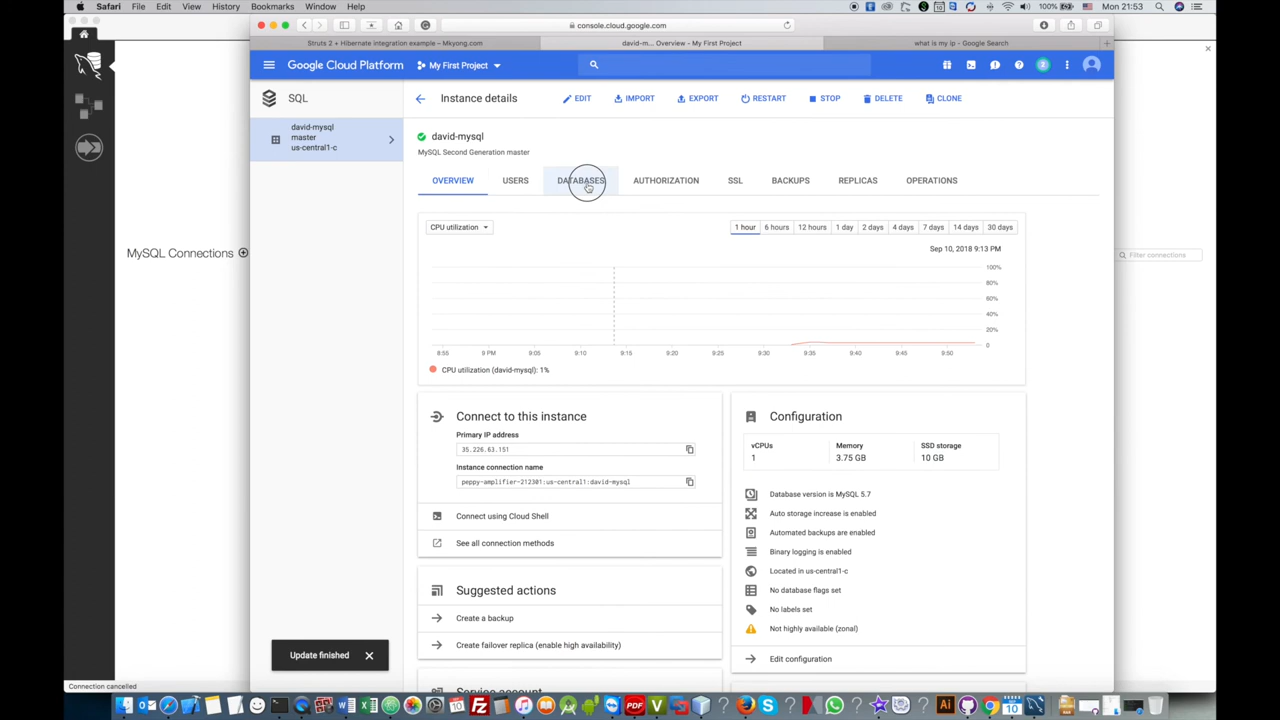 Safari File Edit View History Bookmarks Window Help
100% Mon 21:53
console.cloud.google.com
Struts 2 + Hibernate integration example – Mkyong.com
david-m... Overview - My First Project
what is my ip - Google Search
Google Cloud Platform
My First Project
2
SQL
Instance details
EDIT
IMPORT
EXPORT
RESTART
STOP
DELETE
CLONE
david-mysql
master
us-central1-c
david-mysql
MySQL Second Generation master
OVERVIEW USERS DATABASES AUTHORIZATION SSL BACKUPS REPLICAS OPERATIONS
CPU utilization
1 hour 6 hours 12 hours 1 day 2 days 4 days 7 days 14 days 30 days
MySQL Connections
Filter connections
Sep 10, 2018 9:13 PM
100%
80%
60%
40%
20%
0
8:55 9 PM 9:05 9:10 9:15 9:20 9:25 9:30 9:35 9:40 9:45 9:50
CPU utilization (david-mysql): 1%
Connect to this instance
Primary IP address
35.226.63.151
Instance connection name
peppy-amplifier-212301:us-central1:david-mysql
Connect using Cloud Shell
See all connection methods
Configuration
vCPUs Memory SSD storage
1 3.75 GB 10 GB
Database version is MySQL 5.7
Auto storage increase is enabled
Automated backups are enabled
Binary logging is enabled
Located in us-central1-c
No database flags set
No labels set
Not highly available (zonal)
Edit configuration
Suggested actions
Create a backup
Create failover replica (enable high availability)
Service account
Update finished
Connection cancelled
PDF